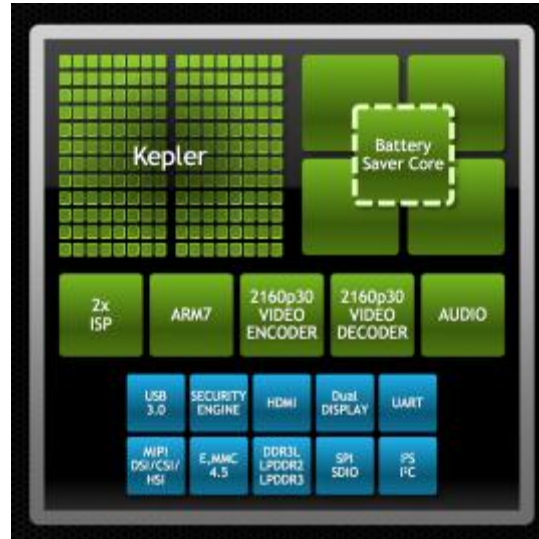 Kepler
Battery
Saver Core
2x
ISP
ARM7
2160p30
VIDEO
ENCODER
2160p30
VIDEO
DECODER
AUDIO
USB
3.0
SECURITY
ENGINE
HDMI
Dual
DISPLAY
UART
MIPI
DSI/CSI/
HSI
E.MMC
4.5
DDR3L
LPDDR2
LPDDR3
SPI
SDIO
I²S
I²C